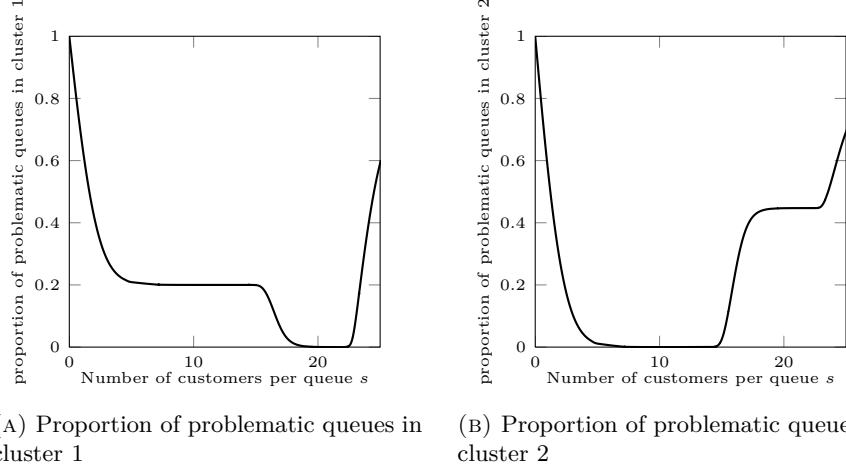 proportion of problematic queues in cluster 1
1
0.8
0.6
0.4
0.2
0
0 10 20
Number of customers per queue s
(A) Proportion of problematic queues in
cluster 1
proportion of problematic queues in cluster 2
1
0.8
0.6
0.4
0.2
0
0 10 20
Number of customers per queue s
(B) Proportion of problematic queue
cluster 2